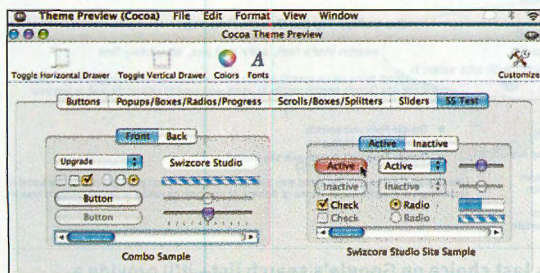 Theme Preview (Cocoa) File Edit Format View Window
Cocoa Theme Preview
Toggle Horizontal Drawer Toggle Vertical Drawer Colors Fonts Customize
Buttons Popups/Boxes/Radios/Progress Scrolls/Boxes/Splitters Sliders SS Test
Front Back
Upgrade Swizcore Studio
Button
Button
Combo Sample
Active Inactive
Active Active
Inactive Inactive
Check Radio
Check Radio
Swizcore Studio Site Sample